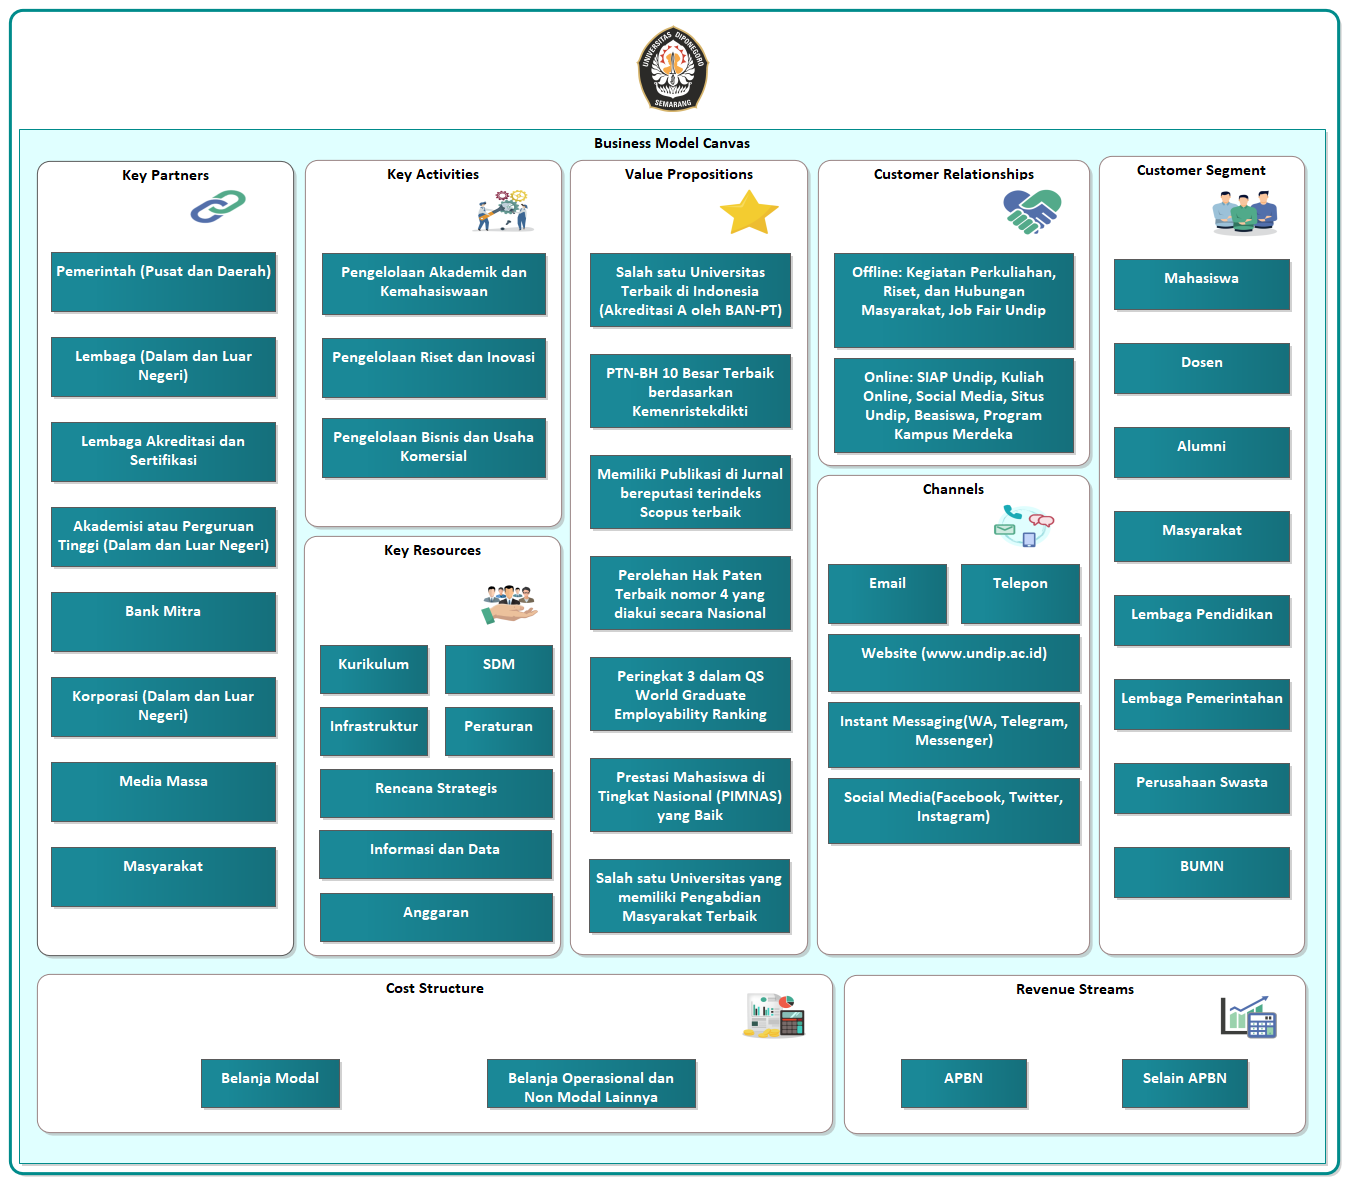 UNIVERSITAS DIPONEGORO
SEMARANG
Business Model Canvas
Key Partners
Pemerintah (Pusat dan Daerah)
Lembaga (Dalam dan Luar
Negeri)
Lembaga Akreditasi dan
Sertifikasi
Akademisi atau Perguruan
Tinggi (Dalam dan Luar Negeri)
Bank Mitra
Korporasi (Dalam dan Luar
Negeri)
Media Massa
Masyarakat
Key Activities
Pengelolaan Akademik dan
Kemahasiswaan
Pengelolaan Riset dan Inovasi
Pengelolaan Bisnis dan Usaha
Komersial
Key Resources
Kurikulum
SDM
Infrastruktur
Peraturan
Rencana Strategis
Informasi dan Data
Anggaran
Value Propositions
Salah satu Universitas
Terbaik di Indonesia
(Akreditasi A oleh BAN-PT)
PTN-BH 10 Besar Terbaik
berdasarkan
Kemenristekdikti
Memiliki Publikasi di Jurnal
bereputasi terindeks
Scopus terbaik
Perolehan Hak Paten
Terbaik nomor 4 yang
diakui secara Nasional
Peringkat 3 dalam QS
World Graduate
Employability Ranking
Prestasi Mahasiswa di
Tingkat Nasional (PIMNAS)
yang Baik
Salah satu Universitas yang
memiliki Pengabdian
Masyarakat Terbaik
Customer Relationships
Offline: Kegiatan Perkuliahan,
Riset, dan Hubungan
Masyarakat, Job Fair Undip
Online: SIAP Undip, Kuliah
Online, Social Media, Situs
Undip, Beasiswa, Program
Kampus Merdeka
Channels
Email
Telepon
Website (www.undip.ac.id)
Instant Messaging(WA, Telegram,
Messenger)
Social Media(Facebook, Twitter,
Instagram)
Customer Segment
Mahasiswa
Dosen
Alumni
Masyarakat
Lembaga Pendidikan
Lembaga Pemerintahan
Perusahaan Swasta
BUMN
Cost Structure
Belanja Modal
Belanja Operasional dan
Non Modal Lainnya
Revenue Streams
APBN
Selain APBN